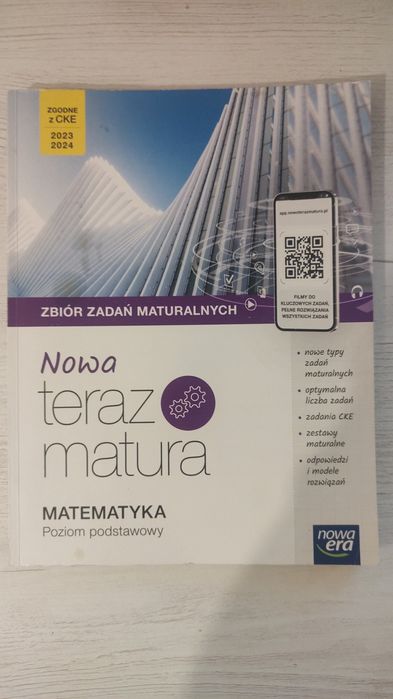 ZGODNE
z CKE
2023
2024
app.nowaterazmatura.pl
FILMY DO
KLUCZOWYCH ZADAŃ,
PEŁNE ROZWIĄZANIA
WSZYSTKICH ZADAŃ
ZBIÓR ZADAŃ MATURALNYCH
Nowa
teraz
matura
MATEMATYKA
Poziom podstawowy
• nowe typy
zadań
maturalnych
• optymalna
liczba zadań
• zadania CKE
• zestawy
maturalne
• odpowiedzi
i modele
rozwiązań
nowa
era